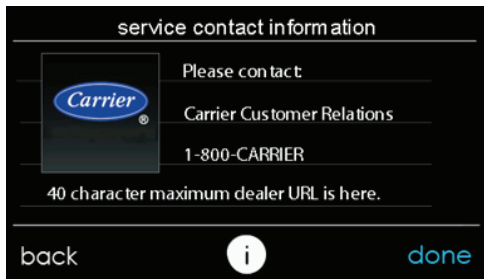 service contact information
Please contact:
Carrier
®
Carrier Customer Relations
1-800-CARRIER
40 character maximum dealer URL is here.
back
i
done